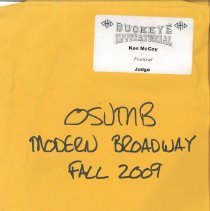 BUCKEYE
INVITATIONAL
Ken McCoy
Festival
Judge
OSUMB
MODERN BROADWAY
FALL 2009